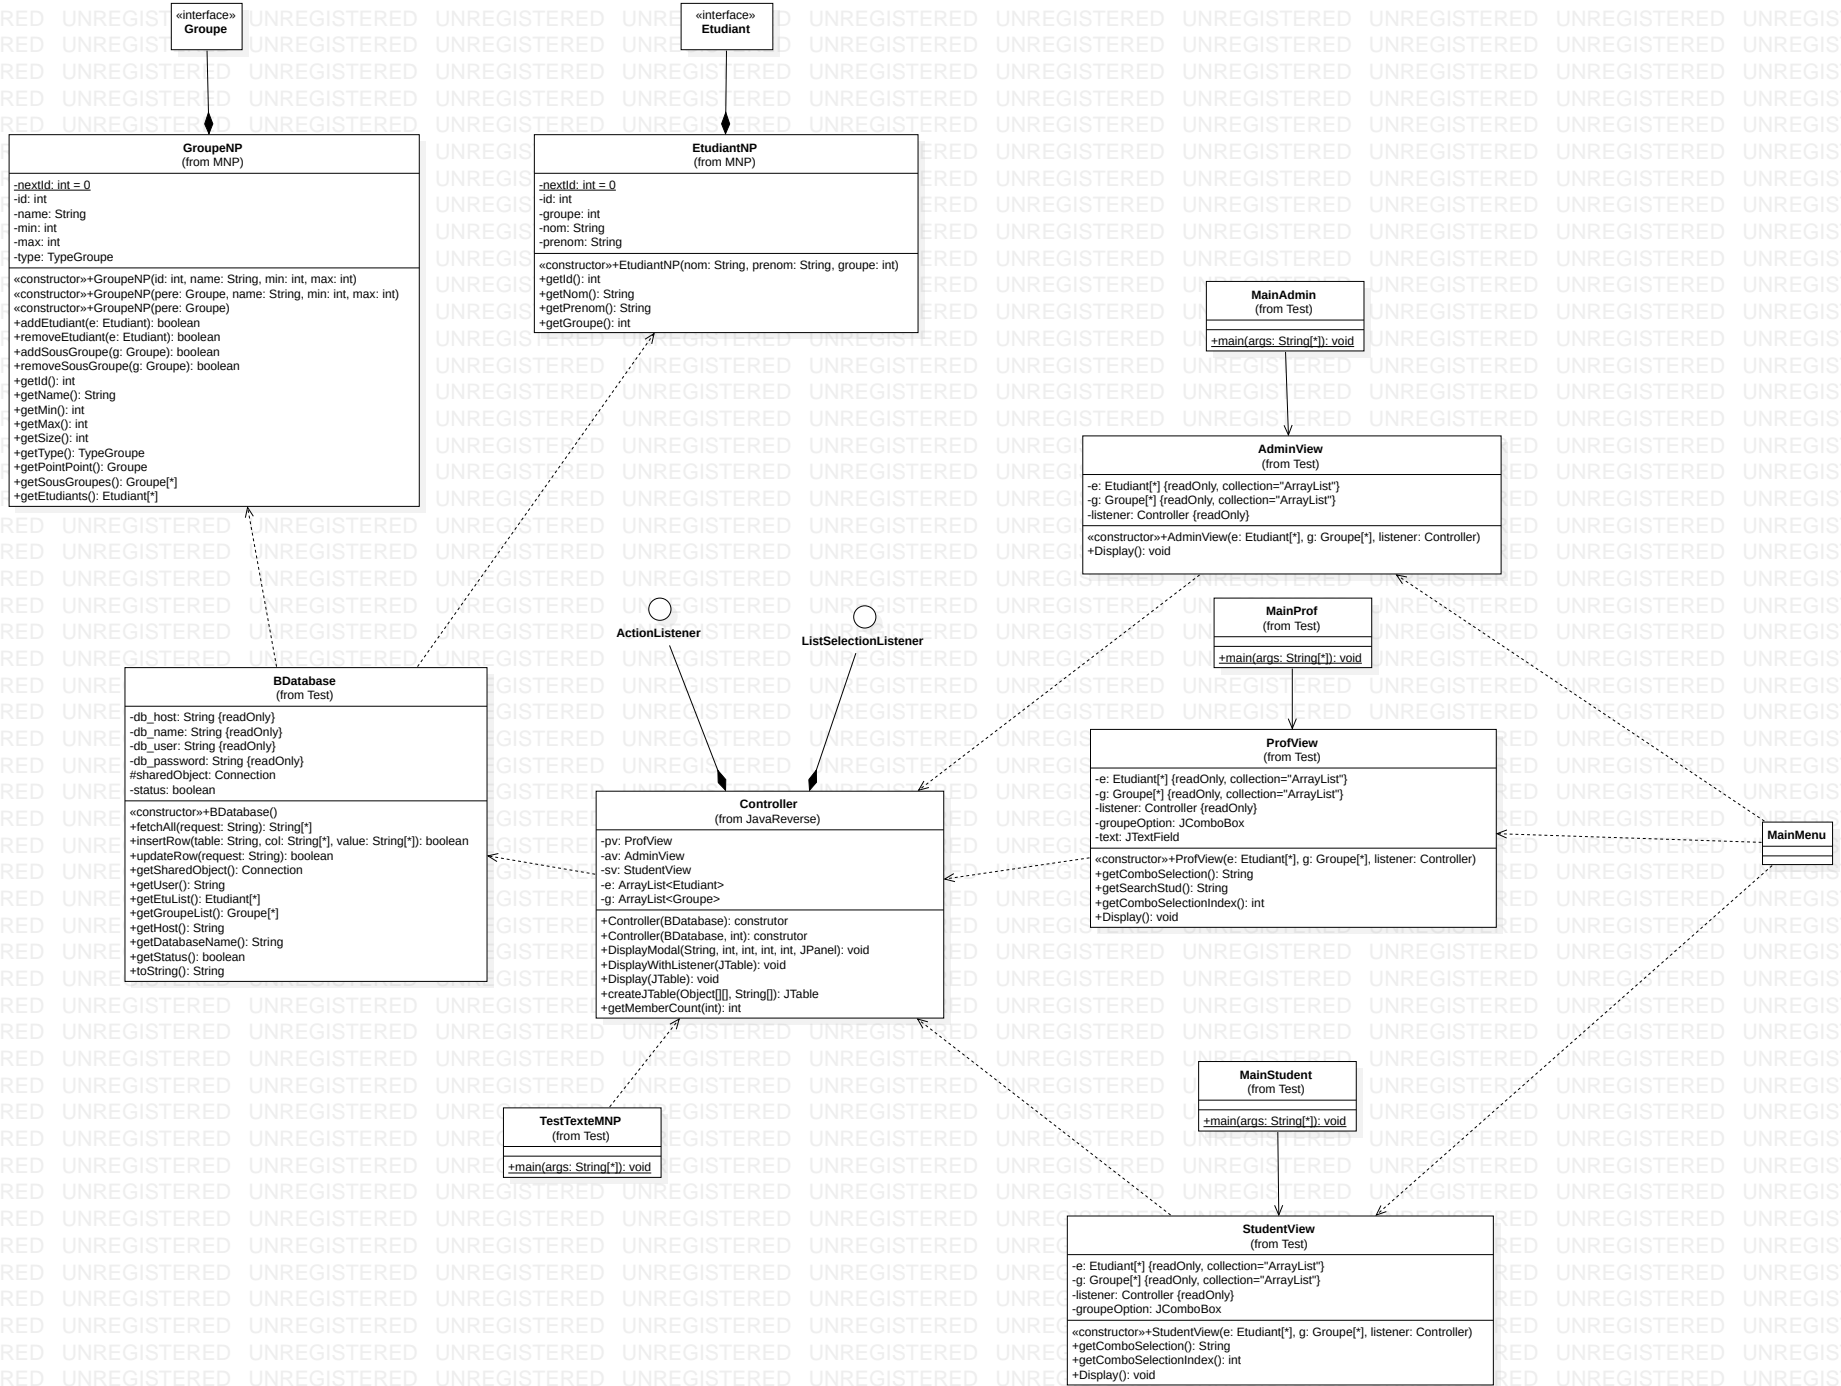 «interface»
Groupe
«interface»
Etudiant
GroupeNP
(from MNP)
-nextId: int = 0
-id: int
-name: String
-min: int
-max: int
-type: TypeGroupe
«constructor»+GroupeNP(id: int, name: String, min: int, max: int)
«constructor»+GroupeNP(pere: Groupe, name: String, min: int, max: int)
«constructor»+GroupeNP(pere: Groupe)
+addEtudiant(e: Etudiant): boolean
+removeEtudiant(e: Etudiant): boolean
+addSousGroupe(g: Groupe): boolean
+removeSousGroupe(g: Groupe): boolean
+getId(): int
+getName(): String
+getMin(): int
+getMax(): int
+getSize(): int
+getType(): TypeGroupe
+getPointPoint(): Groupe
+getSousGroupes(): Groupe[*]
+getEtudiants(): Etudiant[*]
EtudiantNP
(from MNP)
-nextId: int = 0
-id: int
-groupe: int
-nom: String
-prenom: String
«constructor»+EtudiantNP(nom: String, prenom: String, groupe: int)
+getId(): int
+getNom(): String
+getPrenom(): String
+getGroupe(): int
MainAdmin
(from Test)
+main(args: String[*]): void
AdminView
(from Test)
-e: Etudiant[*] {readOnly, collection="ArrayList"}
-g: Groupe[*] {readOnly, collection="ArrayList"}
-listener: Controller {readOnly}
«constructor»+AdminView(e: Etudiant[*], g: Groupe[*], listener: Controller)
+Display(): void
ActionListener
ListSelectionListener
MainProf
(from Test)
+main(args: String[*]): void
BDatabase
(from Test)
-db_host: String {readOnly}
-db_name: String {readOnly}
-db_user: String {readOnly}
-db_password: String {readOnly}
#sharedObject: Connection
-status: boolean
«constructor»+BDatabase()
+fetchAll(request: String): String[*]
+insertRow(table: String, col: String[*], value: String[*]): boolean
+updateRow(request: String): boolean
+getSharedObject(): Connection
+getUser(): String
+getEtuList(): Etudiant[*]
+getGroupeList(): Groupe[*]
+getHost(): String
+getDatabaseName(): String
+getStatus(): boolean
+toString(): String
Controller
(from JavaReverse)
-pv: ProfView
-av: AdminView
-sv: StudentView
-e: ArrayList<Etudiant>
-g: ArrayList<Groupe>
+Controller(BDatabase): construtor
+Controller(BDatabase, int): construtor
+DisplayModal(String, int, int, int, int, JPanel): void
+DisplayWithListener(JTable): void
+Display(JTable): void
+createJTable(Object[][], String[]): JTable
+getMemberCount(int): int
ProfView
(from Test)
-e: Etudiant[*] {readOnly, collection="ArrayList"}
-g: Groupe[*] {readOnly, collection="ArrayList"}
-listener: Controller {readOnly}
-groupeOption: JComboBox
-text: JTextField
«constructor»+ProfView(e: Etudiant[*], g: Groupe[*], listener: Controller)
+getComboSelection(): String
+getSearchStud(): String
+getComboSelectionIndex(): int
+Display(): void
MainMenu
TestTexteMNP
(from Test)
+main(args: String[*]): void
MainStudent
(from Test)
+main(args: String[*]): void
StudentView
(from Test)
-e: Etudiant[*] {readOnly, collection="ArrayList"}
-g: Groupe[*] {readOnly, collection="ArrayList"}
-listener: Controller {readOnly}
-groupeOption: JComboBox
«constructor»+StudentView(e: Etudiant[*], g: Groupe[*], listener: Controller)
+getComboSelection(): String
+getComboSelectionIndex(): int
+Display(): void
UNREGISTERED